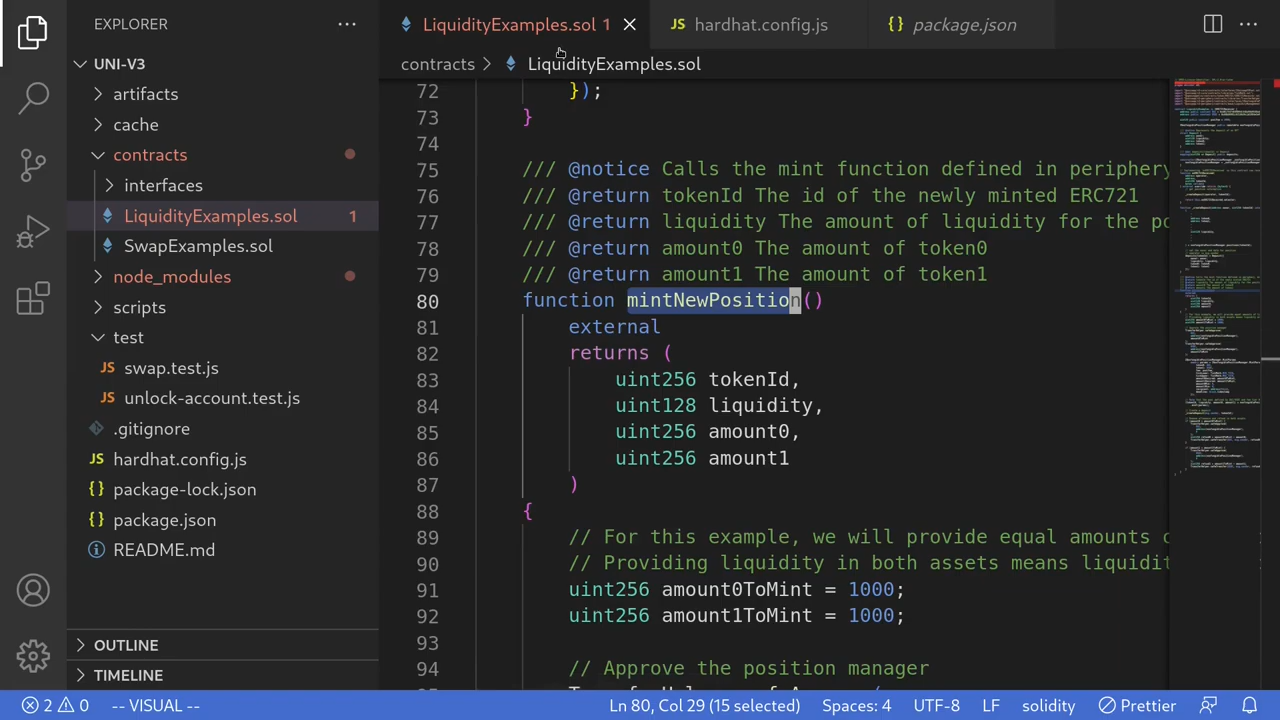 EXPLORER
LiquidityExamples.sol 1
hardhat.config.js
package.json
contracts > LiquidityExamples.sol
UNI-V3
artifacts
cache
contracts
interfaces
LiquidityExamples.sol 1
SwapExamples.sol
node_modules
scripts
test
JS swap.test.js
JS unlock-account.test.js
.gitignore
JS hardhat.config.js
{} package-lock.json
{} package.json
README.md
OUTLINE
TIMELINE
72 });
73
74
75 /// @notice Calls the mint function defined in periphery
76 /// @return tokenId The id of the newly minted ERC721
77 /// @return liquidity The amount of liquidity for the po
78 /// @return amount0 The amount of token0
79 /// @return amount1 The amount of token1
80 function mintNewPosition()
81 external
82 returns (
83 uint256 tokenId,
84 uint128 liquidity,
85 uint256 amount0,
86 uint256 amount1
87 )
88 {
89 // For this example, we will provide equal amounts o
90 // Providing liquidity in both assets means liquidit
91 uint256 amount0ToMint = 1000;
92 uint256 amount1ToMint = 1000;
93
94 // Approve the position manager
2 0 -- VISUAL -- Ln 80, Col 29 (15 selected) Spaces: 4 UTF-8 LF solidity Prettier